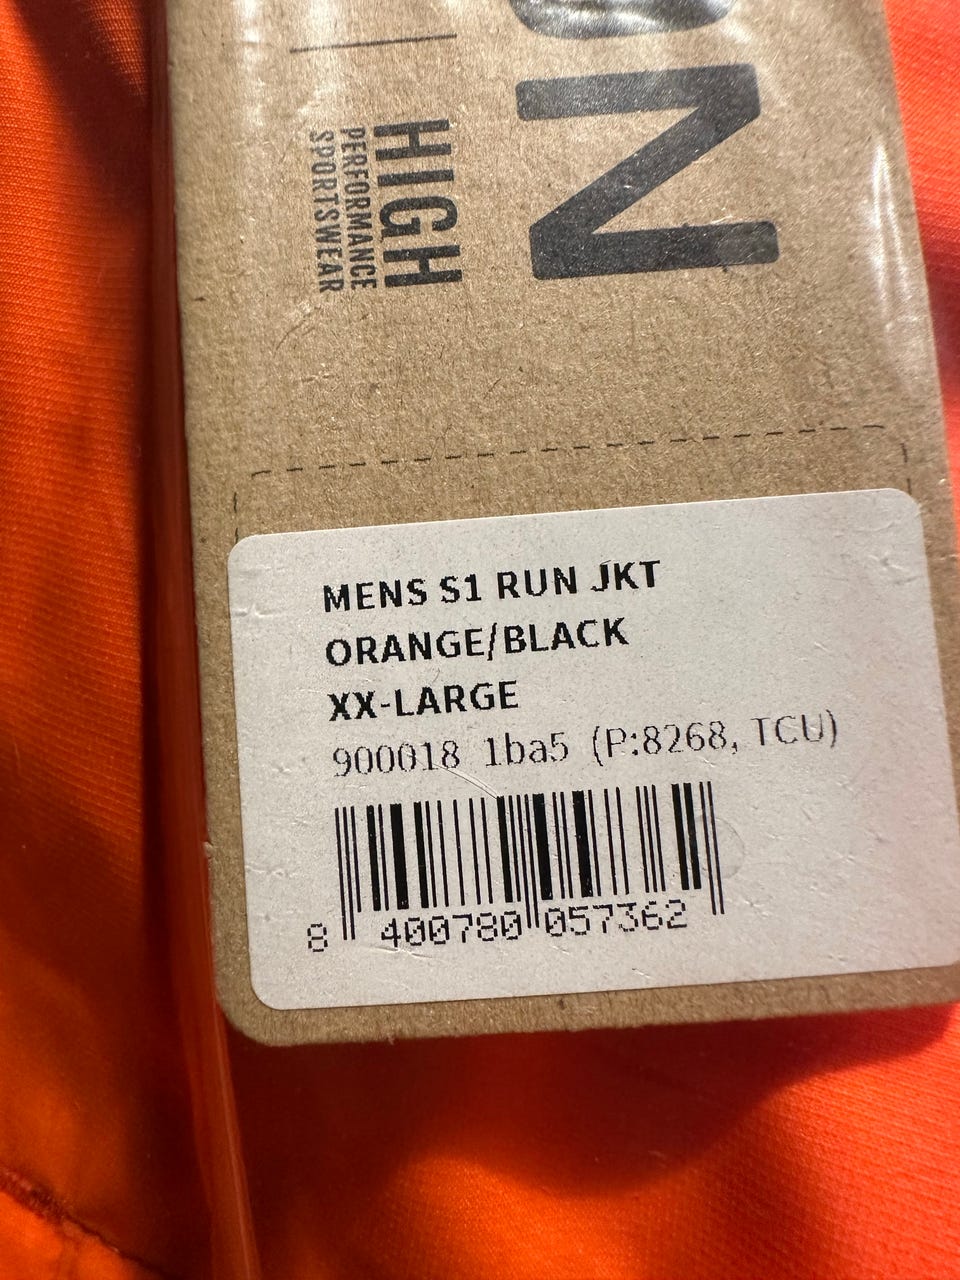 HIGH
PERFORMANCE
SPORTSWEAR
MENS S1 RUN JKT
ORANGE/BLACK
XX-LARGE
900018 1ba5 (P:8268, TCU)
8 400780 057362